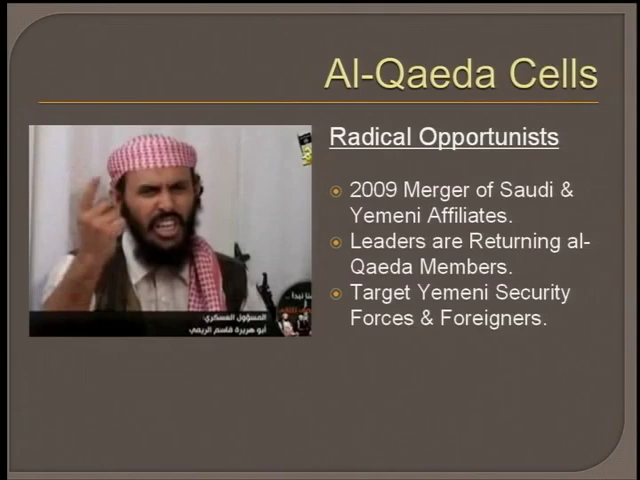 Al-Qaeda Cells
Radical Opportunists
2009 Merger of Saudi &
Yemeni Affiliates.
Leaders are Returning al-
Qaeda Members.
Target Yemeni Security
Forces & Foreigners.
المسؤول العسكري
أبو هريرة قاسم الريمي